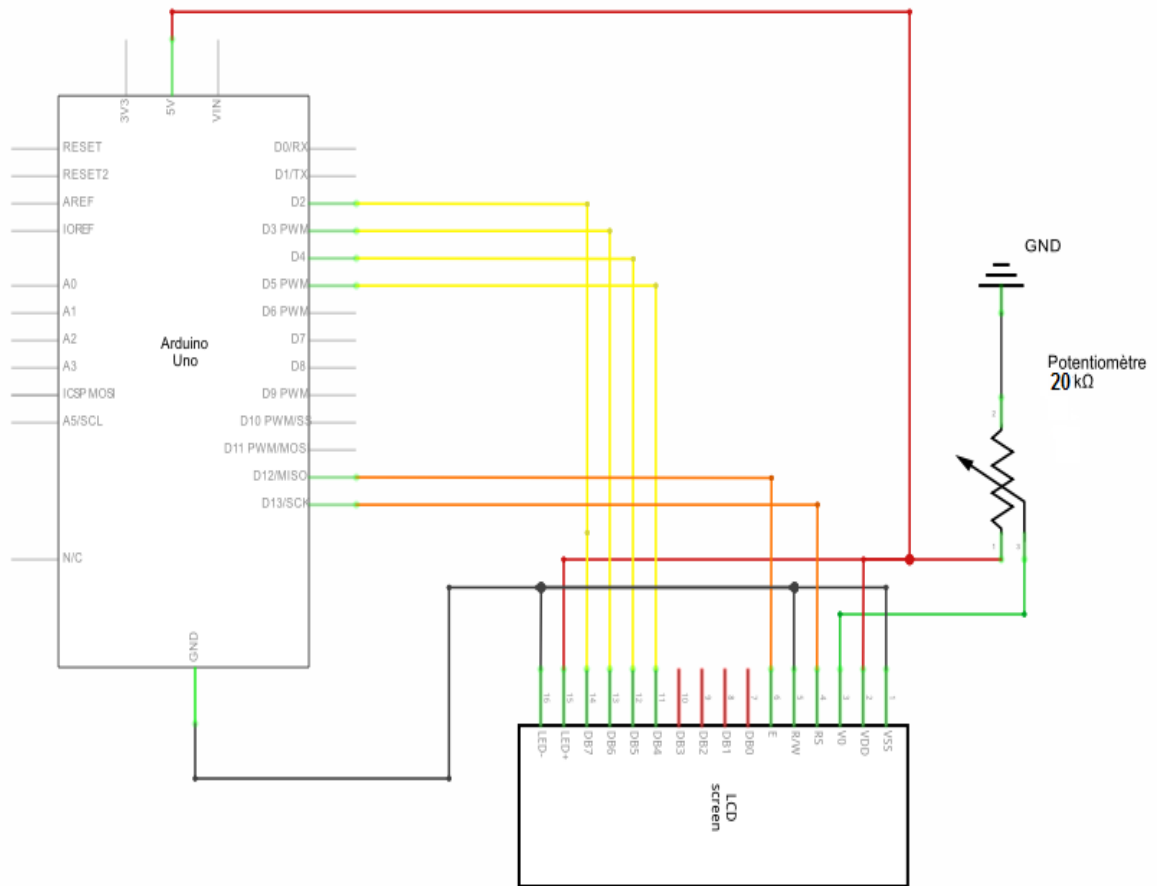 3V3
5V
VIN
RESET
RESET2
AREF
IOREF
A0
A1
A2
A3
ICSP MOSI
A5/SCL
N/C
D0/RX
D1/TX
D2
D3 PWM
D4
D5 PWM
D6 PWM
D7
D8
D9 PWM
D10 PWM/SS
D11 PWM/MOS
D12/MISO
D13/SCK
Arduino
Uno
GND
GND
Potentiomètre
20 kΩ
2
1
3
16
15
14
13
12
11
10
9
8
7
6
5
4
3
2
1
LED-
LED+
DB7
DB6
DB5
DB4
DB3
DB2
DB1
DB0
E
R/W
RS
V0
VDD
VSS
LCD
screen